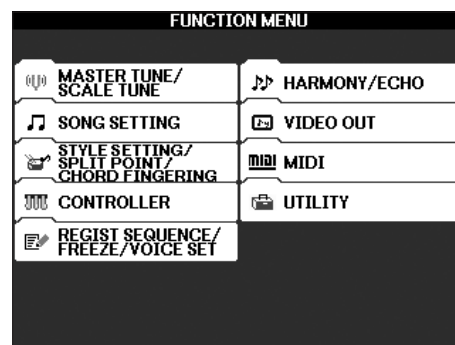 FUNCTION MENU
MASTER TUNE/
SCALE TUNE
SONG SETTING
STYLE SETTING/
SPLIT POINT/
CHORD FINGERING
CONTROLLER
REGIST SEQUENCE/
FREEZE/VOICE SET
HARMONY/ECHO
VIDEO OUT
MIDI MIDI
UTILITY